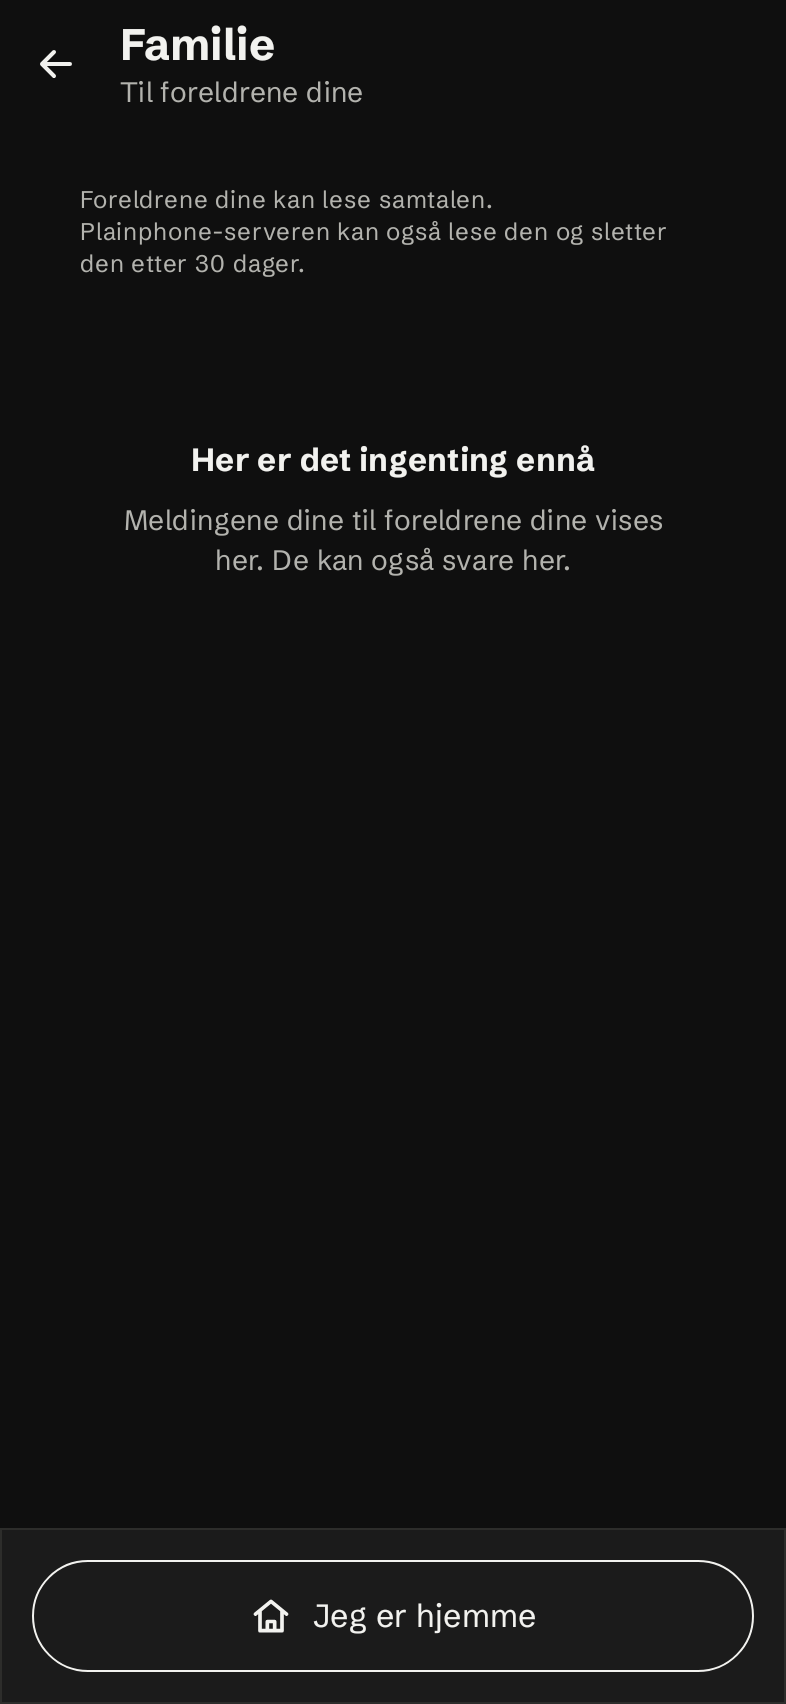 Familie
Til foreldrene dine
Foreldrene dine kan lese samtalen.
Plainphone-serveren kan også lese den og sletter
den etter 30 dager.
Her er det ingenting ennå
Meldingene dine til foreldrene dine vises
her. De kan også svare her.
Jeg er hjemme